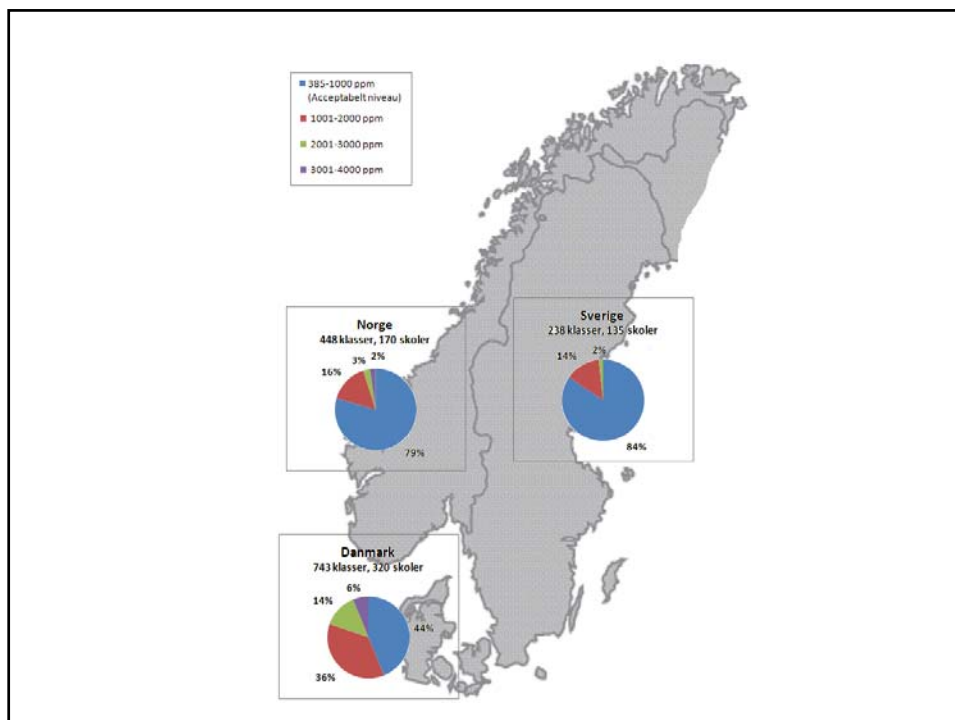 385-1000 ppm
(Acceptabelt niveau)
1001-2000 ppm
2001-3000 ppm
3001-4000 ppm
Norge
448 klasser, 170 skoler
3%
2%
16%
79%
Sverige
238 klasser, 135 skoler
14%
2%
84%
Danmark
743 klasser, 320 skoler
6%
14%
44%
36%